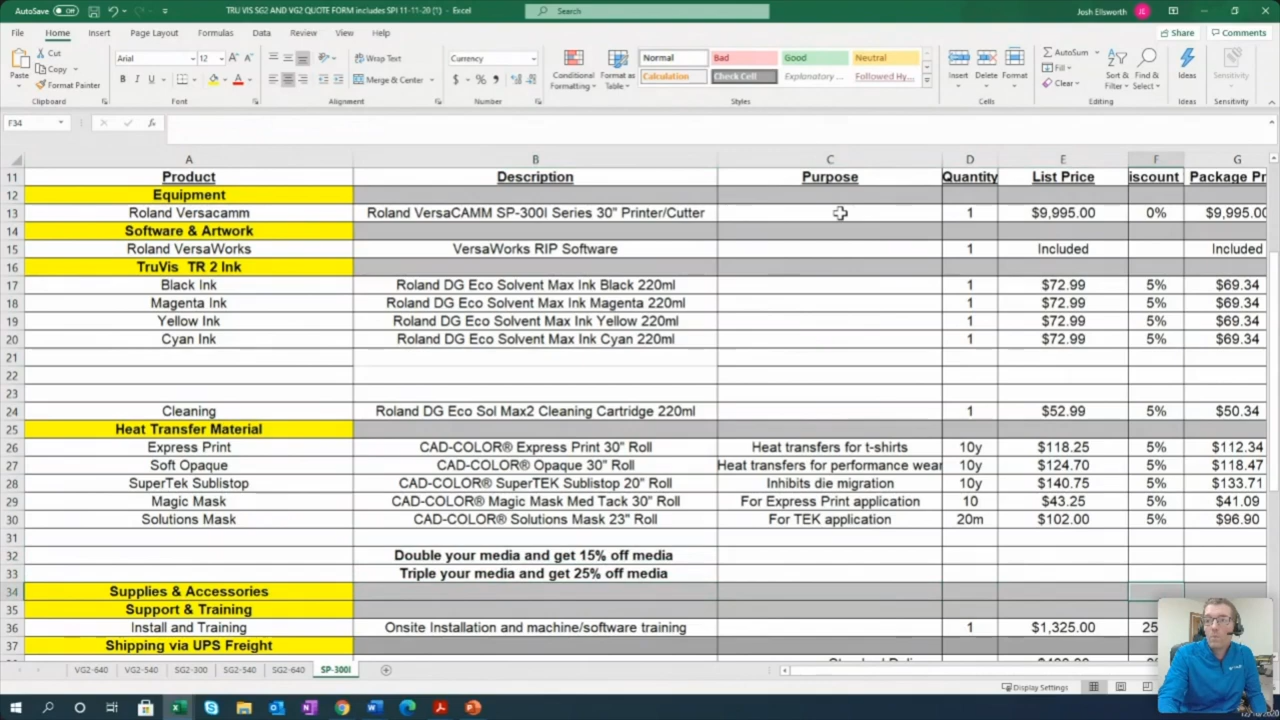 AutoSave Off TRU VIS SG2 AND VG2 QUOTE FORM includes SPI 11-11-20 (1) - Excel Search Josh Ellsworth
File Home Insert Page Layout Formulas Data Review View Help Share Comments
Cut Arial 12 Wrap Text Currency Normal Bad Good Neutral AutoSum
Copy Fill
Paste Format Painter B I U Merge & Center $ % Conditional Formatting Format as Table Calculation Check Cell Explanatory ... Followed Hy... Insert Delete Format Clear Sort & Filter Find & Select Ideas Sensitivity
Clipboard Font Alignment Number Styles Cells Editing Ideas Sensitivity
F34 fx
A B C D E F G
11 Product Description Purpose Quantity List Price iscount Package Pr
12 Equipment
13 Roland Versacamm Roland VersaCAMM SP-300I Series 30" Printer/Cutter 1 $9,995.00 0% $9,995.00
14 Software & Artwork
15 Roland VersaWorks VersaWorks RIP Software 1 Included Included
16 TruVis TR 2 Ink
17 Black Ink Roland DG Eco Solvent Max Ink Black 220ml 1 $72.99 5% $69.34
18 Magenta Ink Roland DG Eco Solvent Max Ink Magenta 220ml 1 $72.99 5% $69.34
19 Yellow Ink Roland DG Eco Solvent Max Ink Yellow 220ml 1 $72.99 5% $69.34
20 Cyan Ink Roland DG Eco Solvent Max Ink Cyan 220ml 1 $72.99 5% $69.34
21
22
23
24 Cleaning Roland DG Eco Sol Max2 Cleaning Cartridge 220ml 1 $52.99 5% $50.34
25 Heat Transfer Material
26 Express Print CAD-COLOR® Express Print 30" Roll Heat transfers for t-shirts 10y $118.25 5% $112.34
27 Soft Opaque CAD-COLOR® Opaque 30" Roll Heat transfers for performance wear 10y $124.70 5% $118.47
28 SuperTek Sublistop CAD-COLOR® SuperTEK Sublistop 20" Roll Inhibits die migration 10y $140.75 5% $133.71
29 Magic Mask CAD-COLOR® Magic Mask Med Tack 30" Roll For Express Print application 10 $43.25 5% $41.09
30 Solutions Mask CAD-COLOR® Solutions Mask 23" Roll For TEK application 20m $102.00 5% $96.90
31
32 Double your media and get 15% off media
33 Triple your media and get 25% off media
34 Supplies & Accessories
35 Support & Training
36 Install and Training Onsite Installation and machine/software training 1 $1,325.00 25
37 Shipping via UPS Freight
VG2-640 VG2-540 SG2-300 SG2-540 SG2-640 SP-300I
Display Settings